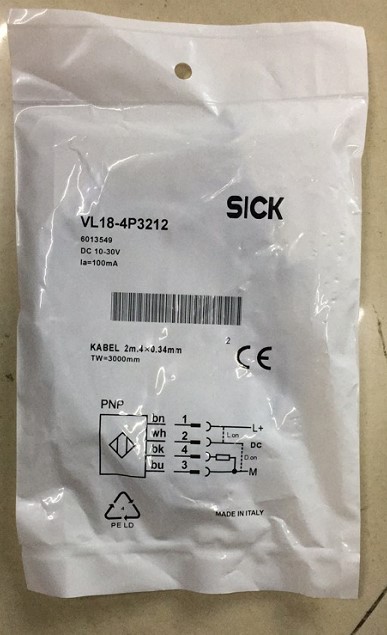 SICK
VL18-4P3212
6013549
DC 10-30V
Ia=100mA
KABEL 2m.4×0.34mm
TW=3000mm
2
CE
PNP
bn 1 L+
wh 2 L on DC
bk 4 D on
bu 3 M
PE LD
MADE IN ITALY